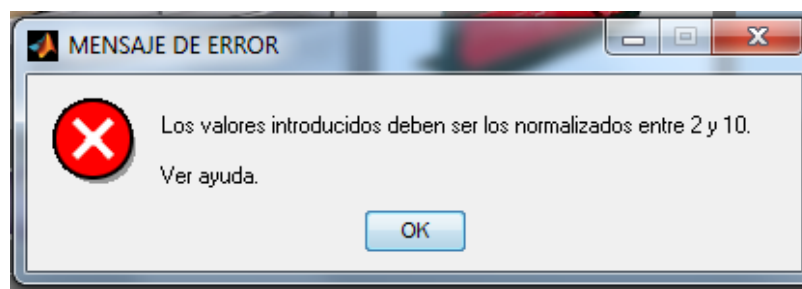 MENSAJE DE ERROR
Los valores introducidos deben ser los normalizados entre 2 y 10.
Ver ayuda.
OK